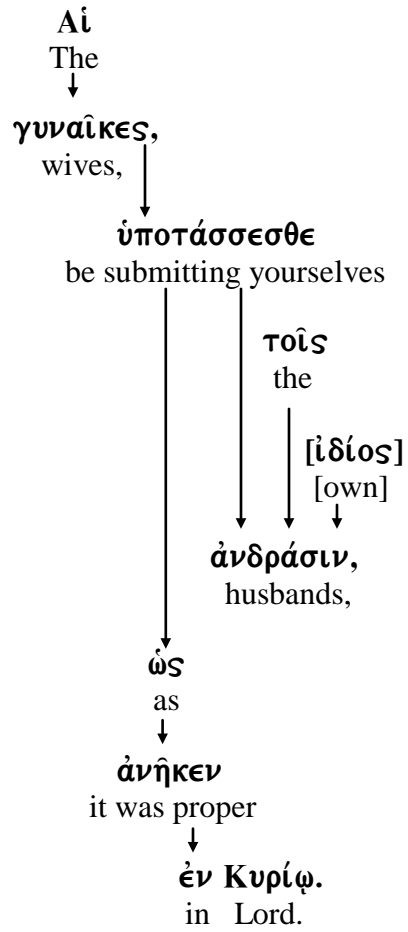 Αἱ
The
γυναῖκες,
wives,
ὑποτάσσεσθε
be submitting yourselves
τοῖς
the
[ἰδίος]
[own]
ἀνδράσιν,
husbands,
ὡς
as
ἀνῆκεν
it was proper
ἐν Κυρίῳ.
in Lord.